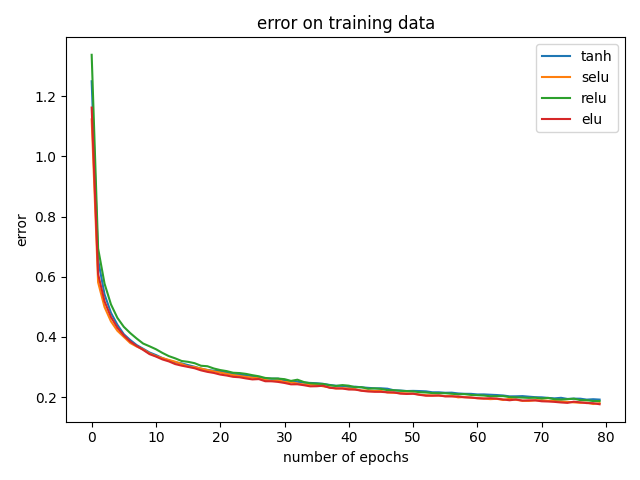 error on training data
tanh
selu
relu
elu
error
1.2
1.0
0.8
0.6
0.4
0.2
0 10 20 30 40 50 60 70 80
number of epochs